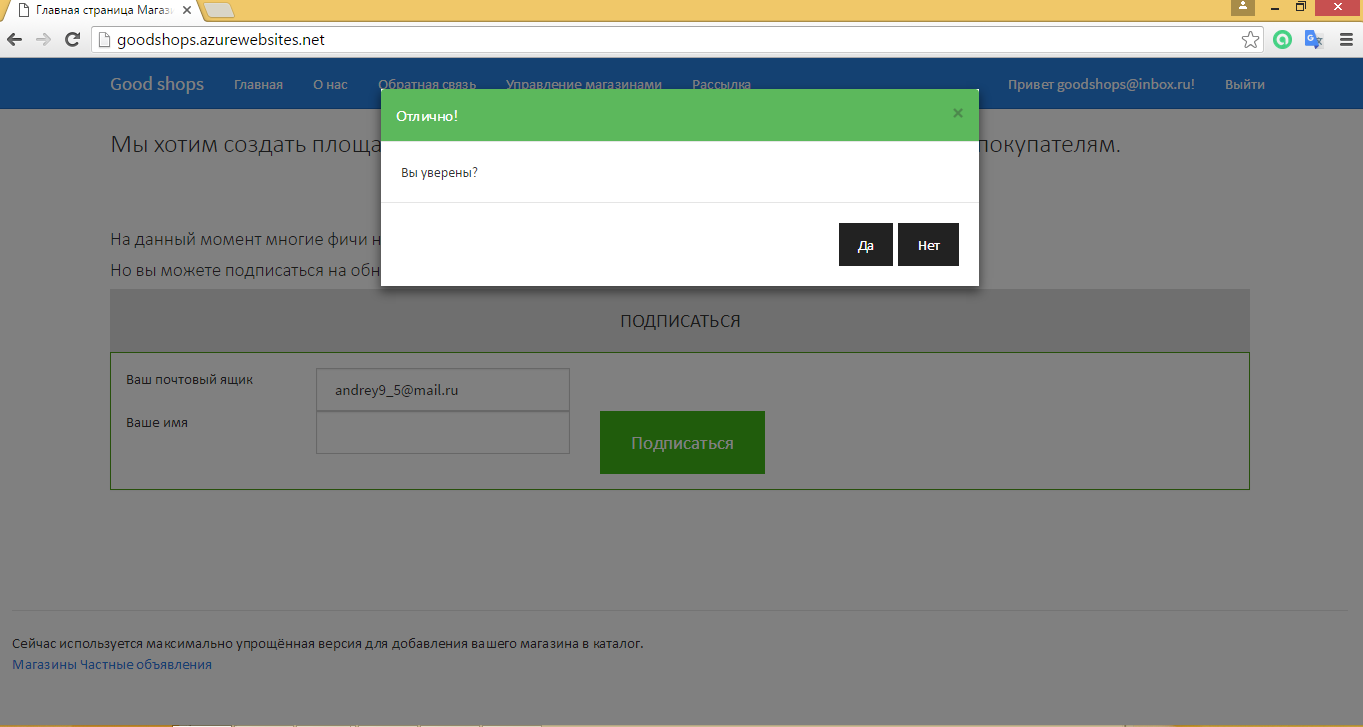 Главная страница Магаз
goodshops.azurewebsites.net
Good shops Главная О нас Обратная связь Управление магазинами Рассылка Привет goodshops@inbox.ru! Выйти
Отлично! ×
Мы хотим создать площа покупателям.
Вы уверены?
На данный момент многие фичи н
Да Нет
Но вы можете подписаться на обн
ПОДПИСАТЬСЯ
Ваш почтовый ящик andrey9_5@mail.ru
Ваше имя
Подписаться
Сейчас используется максимально упрощённая версия для добавления вашего магазина в каталог.
Магазины Частные объявления